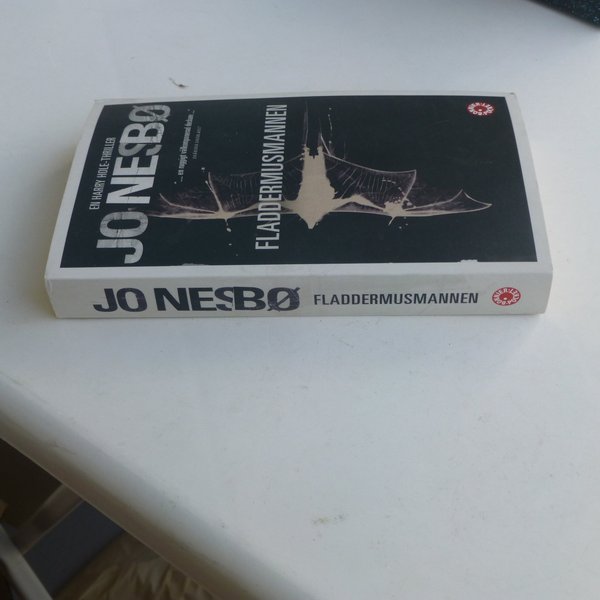 EN HARRY HOLE-THRILLER
JO NESBØ
FLADDERMUSMANNEN
JO NESBØ FLADDERMUSMANNEN